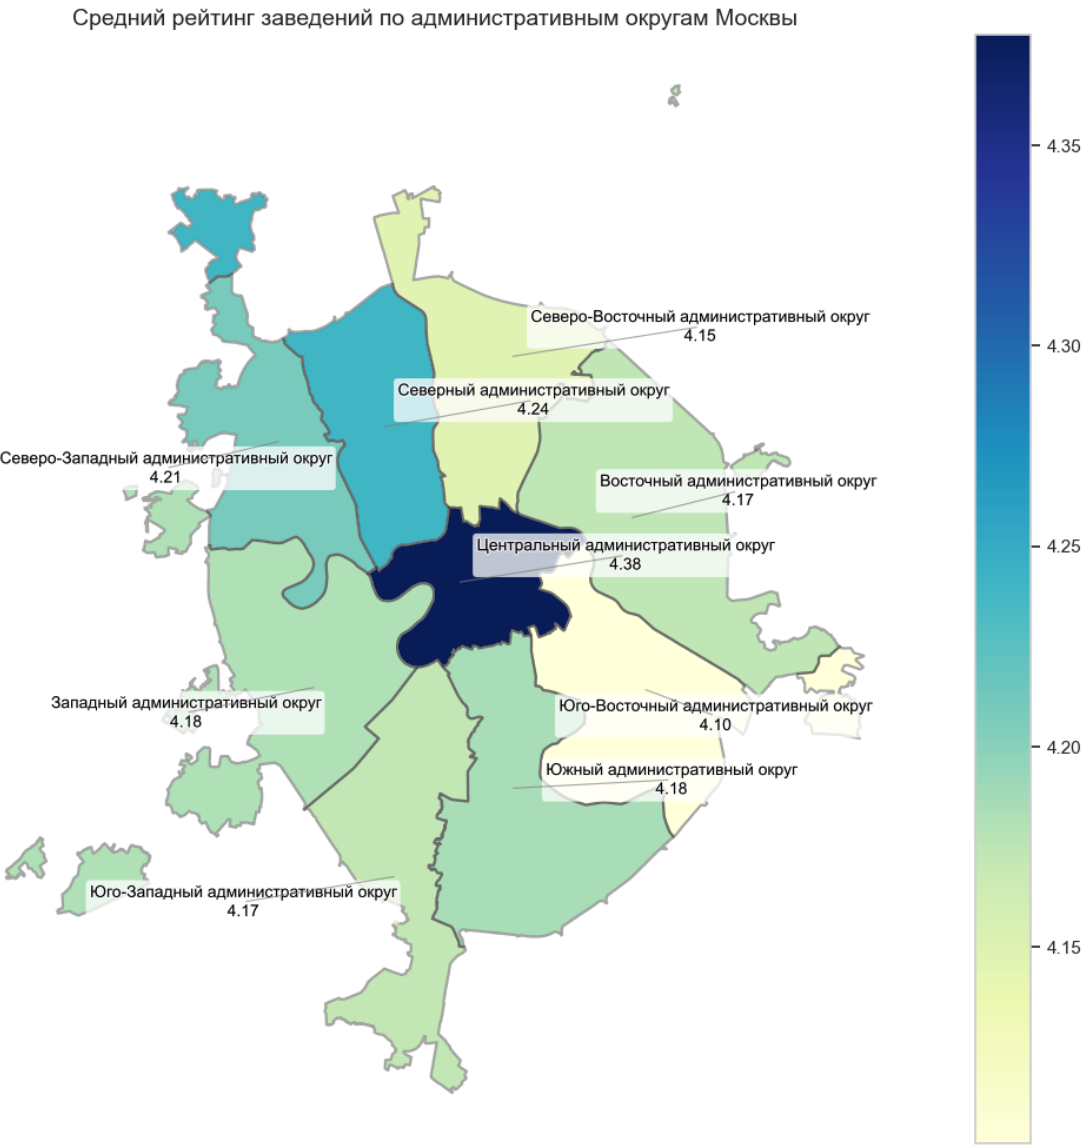 Средний рейтинг заведений по административным округам Москвы
4.35
4.30
Северо-Восточный административный округ
4.15
Северный административный округ
4.24
Северо-Западный административный округ
4.21
Восточный административный округ
4.17
Центральный административный округ
4.38
4.25
Западный административный округ
4.18
Юго-Восточный административный округ
4.10
4.20
Южный административный округ
4.18
Юго-Западный административный округ
4.17
4.15